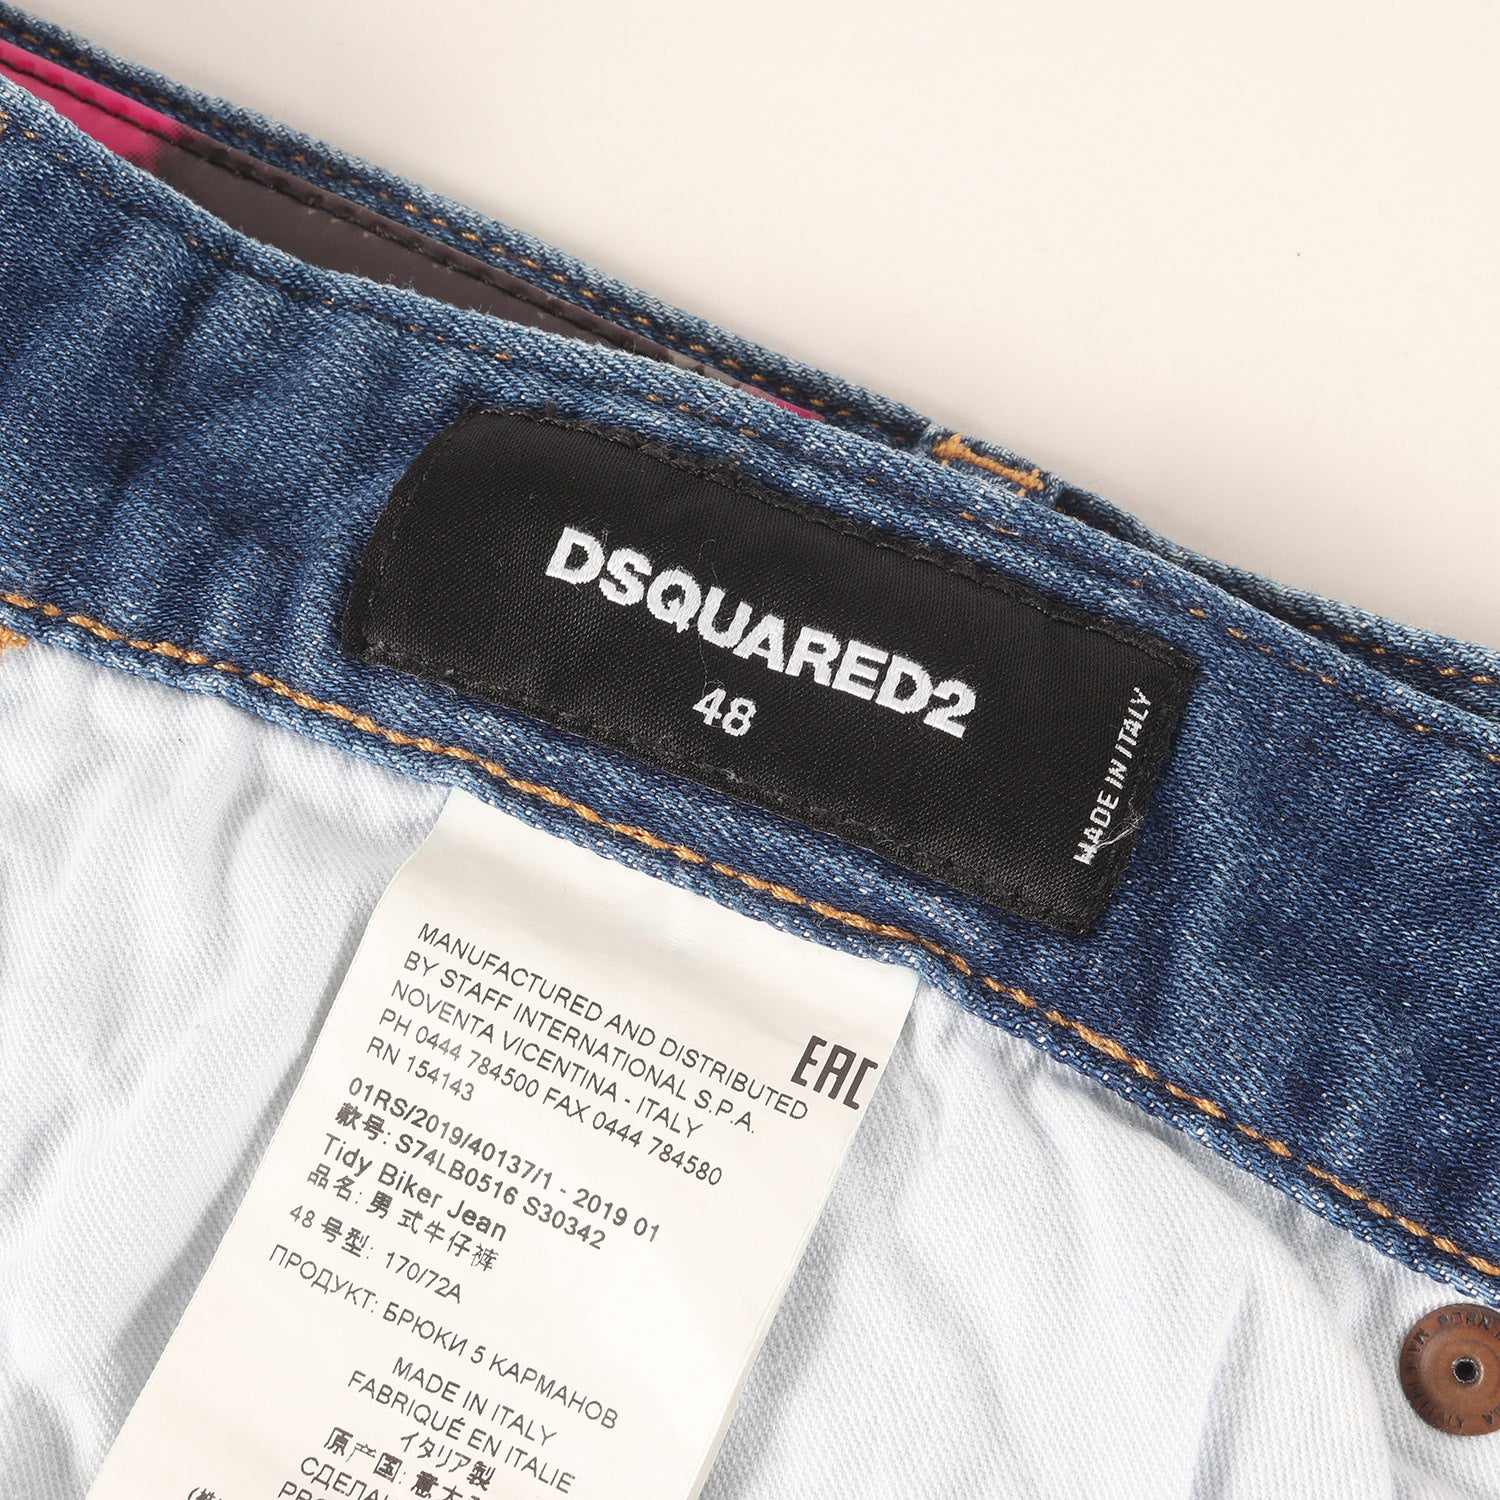 DSQUARED2
48
MADE IN ITALY
MANUFACTURED AND DISTRIBUTED
BY STAFF INTERNATIONAL S.P.A.
NOVENTA VICENTINA - ITALY
PH 0444 784500 FAX 0444 784580
RN 154143
EAC
01RS/2019/40137/1 - 2019 01
款号: S74LB0516 S30342
Tidy Biker Jean
品名: 男式牛仔裤
48 号型: 170/72A
ПРОДУКТ: БРЮКИ 5 КАРМАНОВ
MADE IN ITALY
FABRIQUÉ EN ITALIE
イタリア製
原产国: 意大